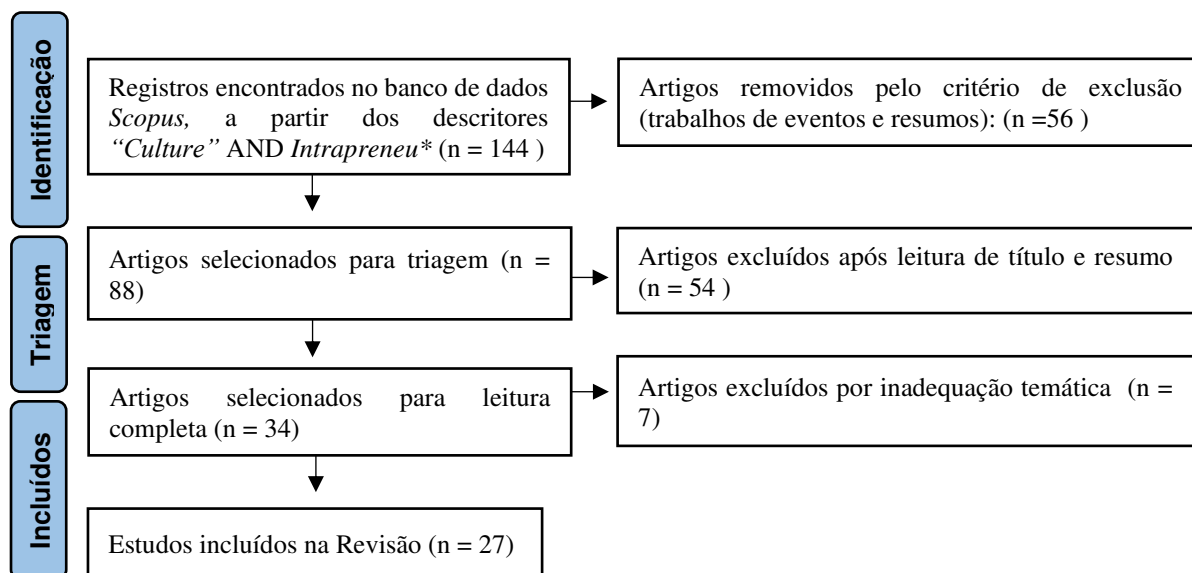 Identificação
Registros encontrados no banco de dados
Scopus, a partir dos descritores
“Culture” AND Intrapreneu* (n = 144 )
Artigos removidos pelo critério de exclusão
(trabalhos de eventos e resumos): (n =56 )
Triagem
Artigos selecionados para triagem (n =
88)
Artigos excluídos após leitura de título e resumo
(n = 54 )
Artigos selecionados para leitura
completa (n = 34)
Artigos excluídos por inadequação temática (n =
7)
Incluídos
Estudos incluídos na Revisão (n = 27)